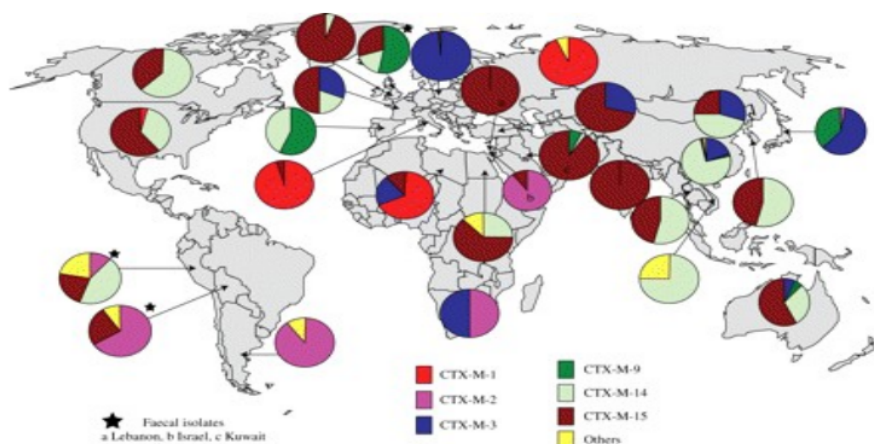 b
CTX-M-1
CTX-M-2
CTX-M-3
CTX-M-9
CTX-M-14
CTX-M-15
Others
Faecal isolates
a Lebanon, b Israel, c Kuwait